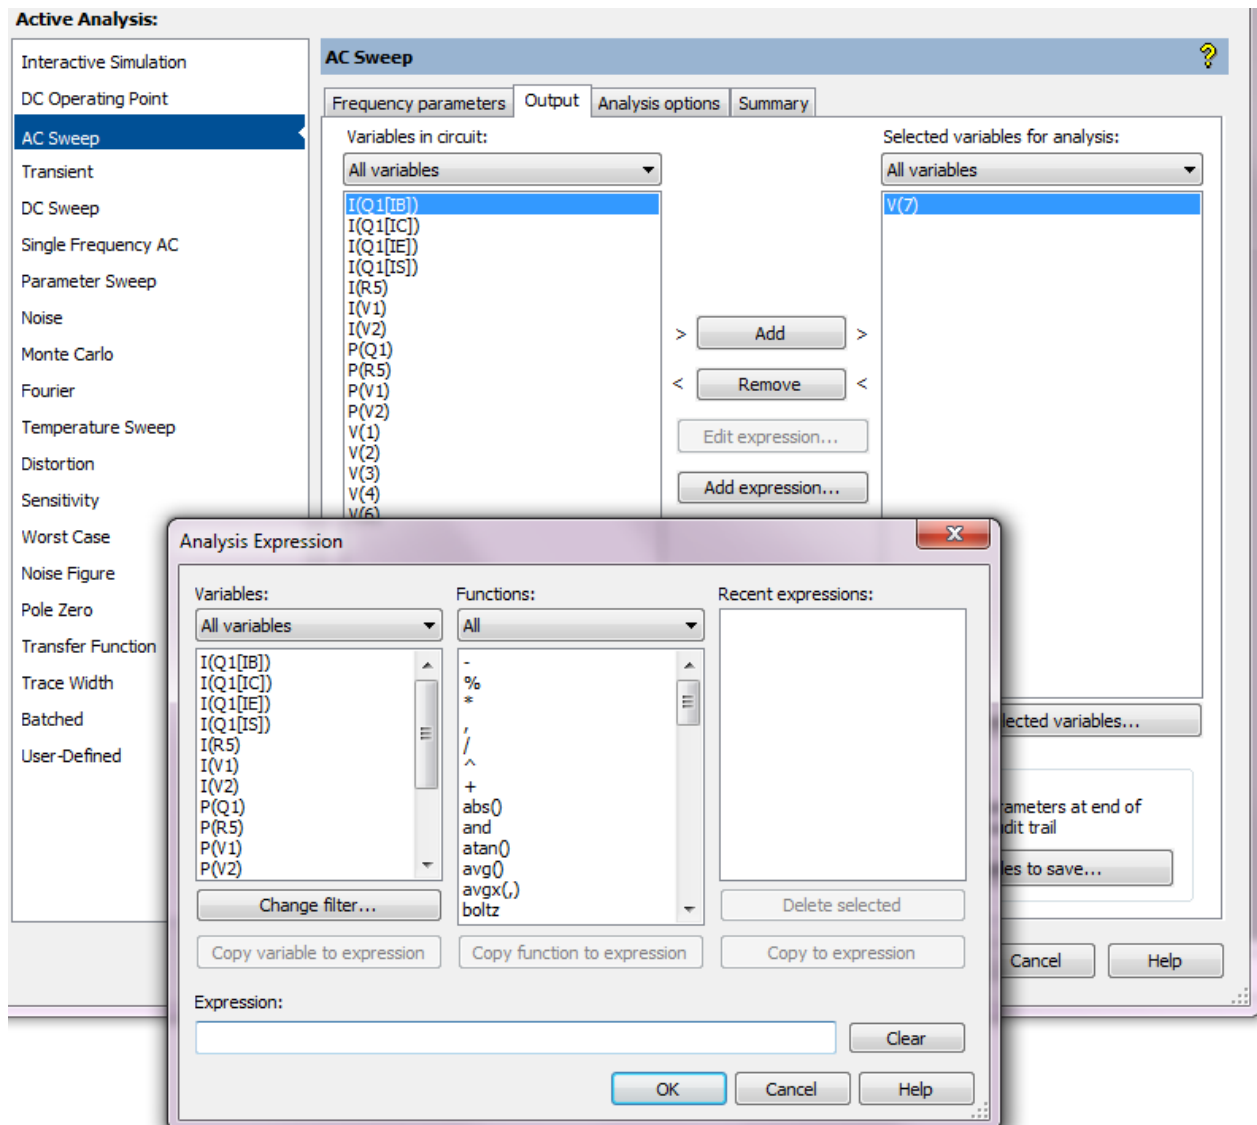 Active Analysis:
Interactive Simulation
DC Operating Point
AC Sweep
Transient
DC Sweep
Single Frequency AC
Parameter Sweep
Noise
Monte Carlo
Fourier
Temperature Sweep
Distortion
Sensitivity
Worst Case
Noise Figure
Pole Zero
Transfer Function
Trace Width
Batched
User-Defined
AC Sweep
?
Frequency parameters Output Analysis options Summary
Variables in circuit:
All variables
I(Q1[IB])
I(Q1[IC])
I(Q1[IE])
I(Q1[IS])
I(R5)
I(V1)
I(V2)
P(Q1)
P(R5)
P(V1)
P(V2)
V(1)
V(2)
V(3)
V(4)
V(6)
> Add >
< Remove <
Edit expression...
Add expression...
Selected variables for analysis:
All variables
V(7)
lected variables...
rameters at end of
dit trail
les to save...
Cancel Help
Analysis Expression
Variables:
All variables
I(Q1[IB])
I(Q1[IC])
I(Q1[IE])
I(Q1[IS])
I(R5)
I(V1)
I(V2)
P(Q1)
P(R5)
P(V1)
P(V2)
Change filter...
Copy variable to expression
Functions:
All
-
%
*
,
/
^
+
abs()
and
atan()
avg()
avgx(,)
boltz
Copy function to expression
Recent expressions:
Delete selected
Copy to expression
Expression:
Clear
OK Cancel Help